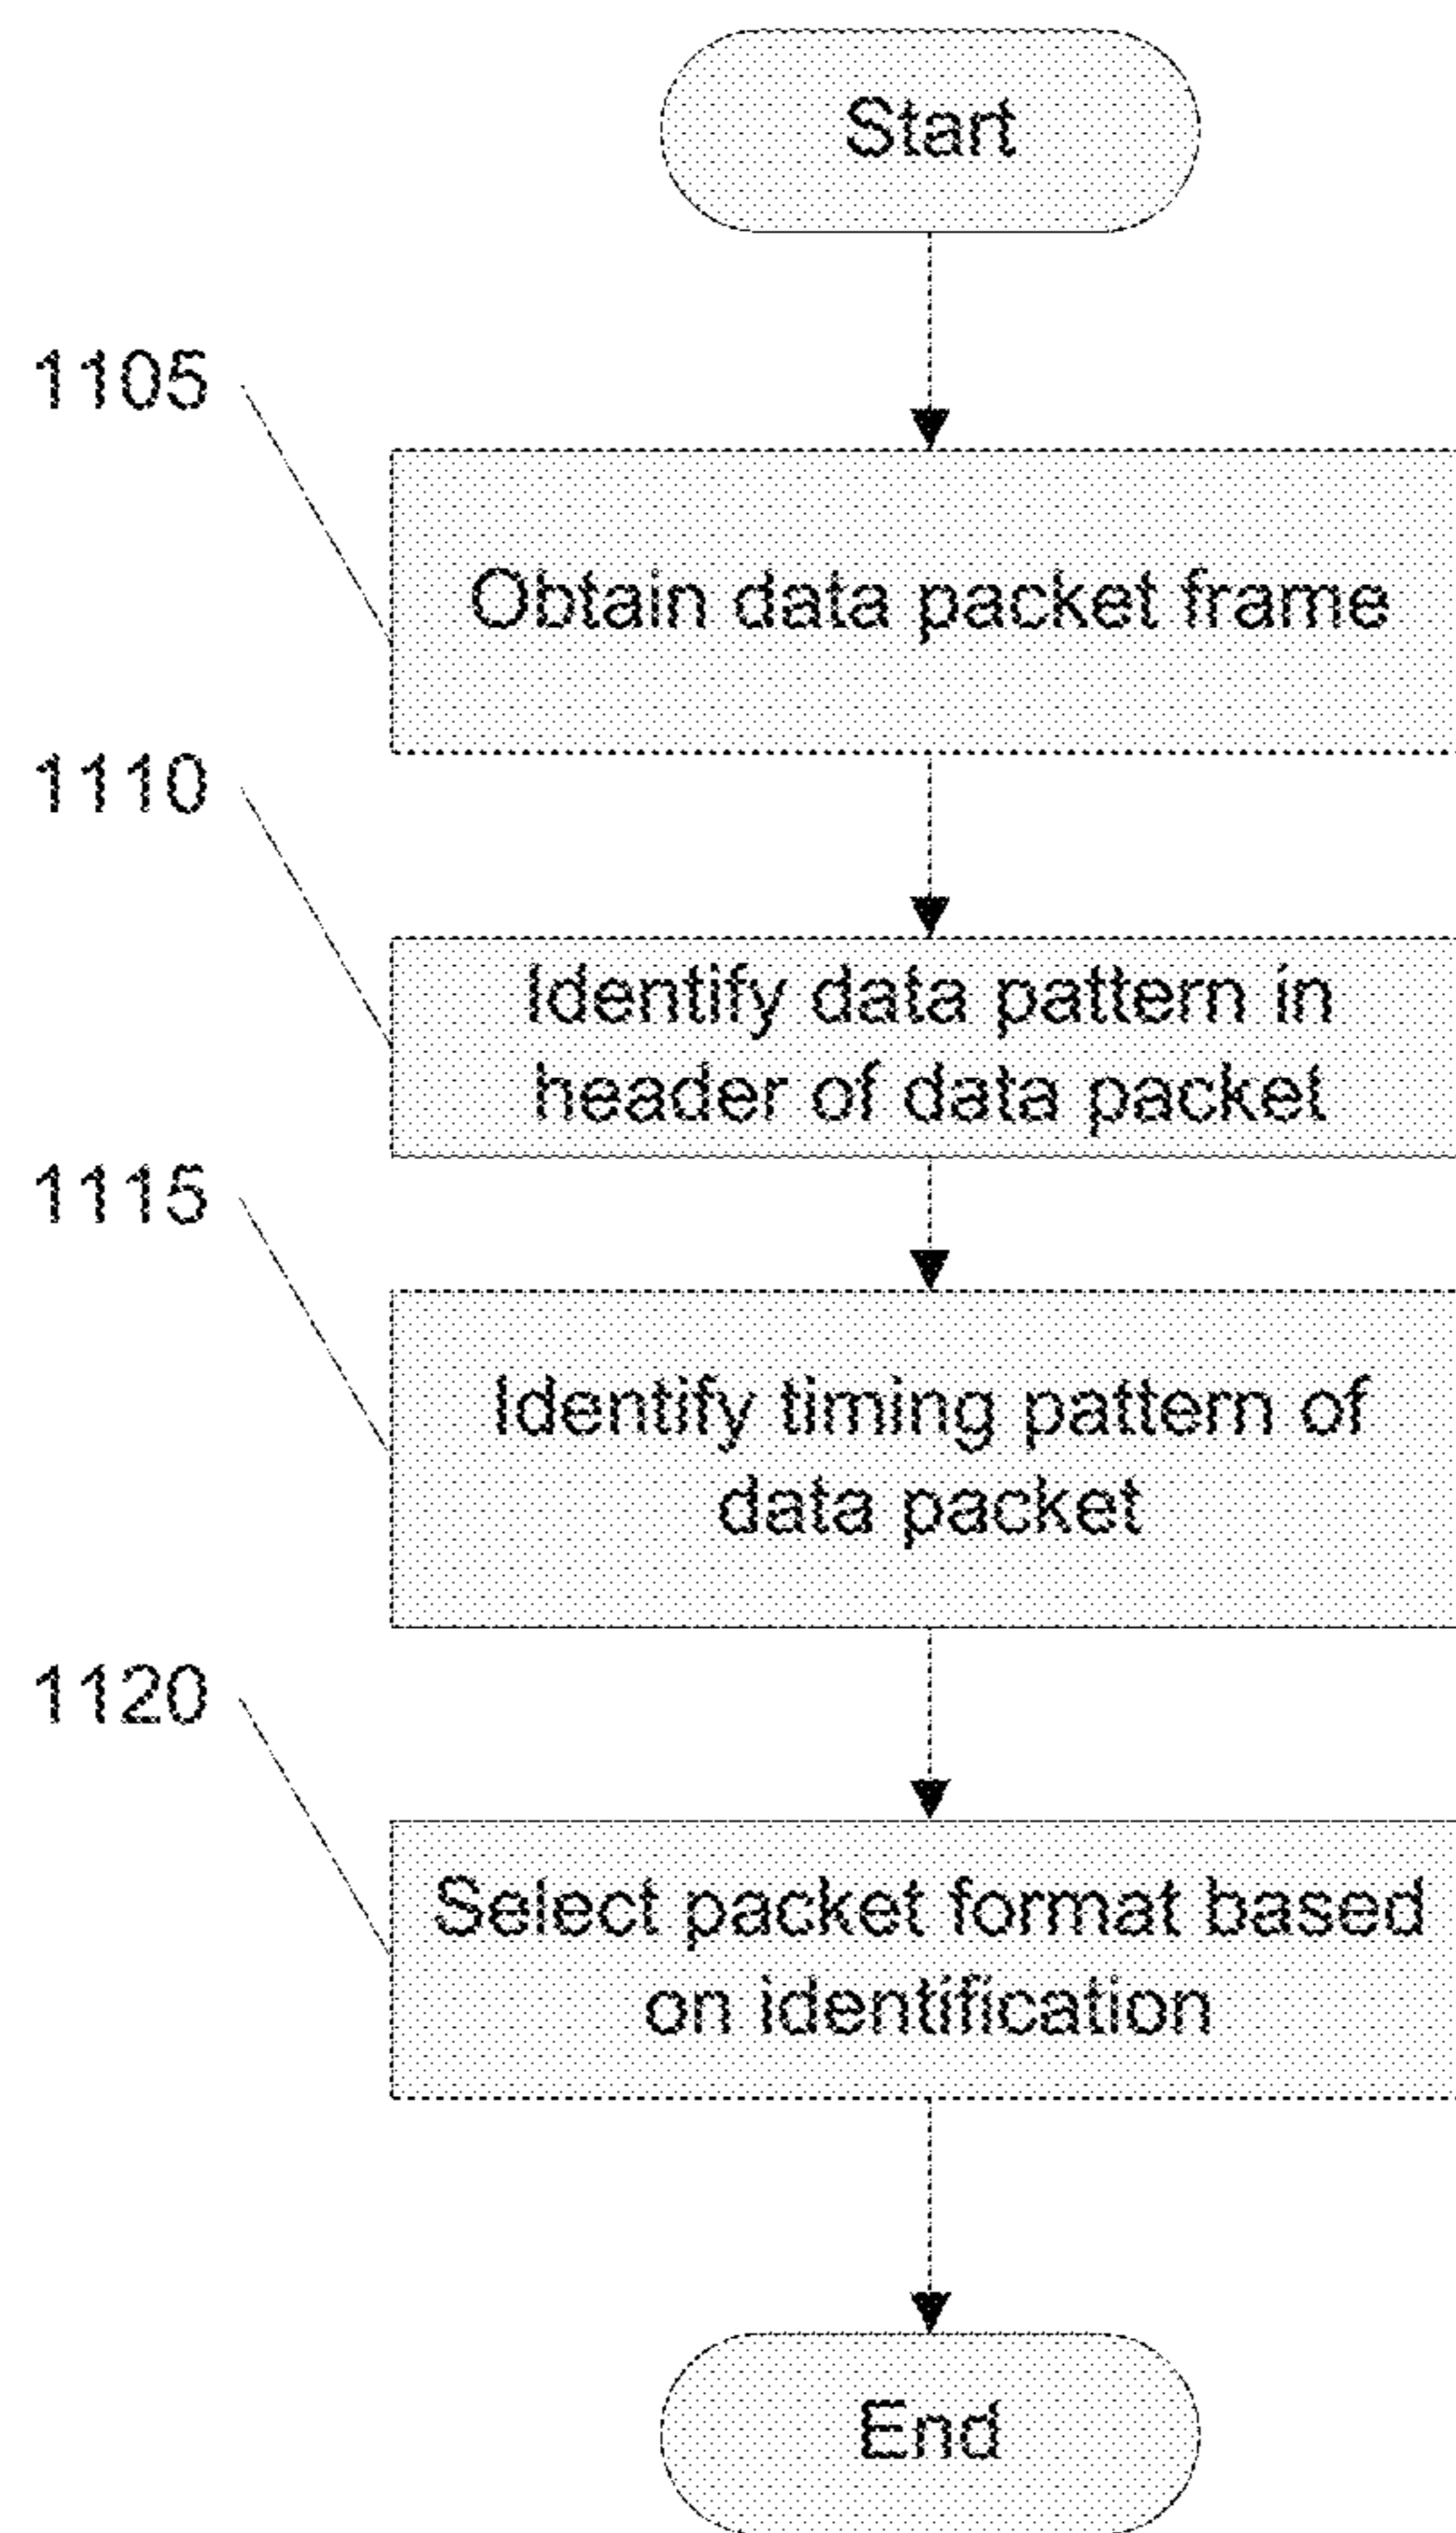 Start
1105
Obtain data packet frame
1110
Identify data pattern in
header of data packet
1115
Identify timing pattern of
data packet
1120
Select packet format based
on identification
End